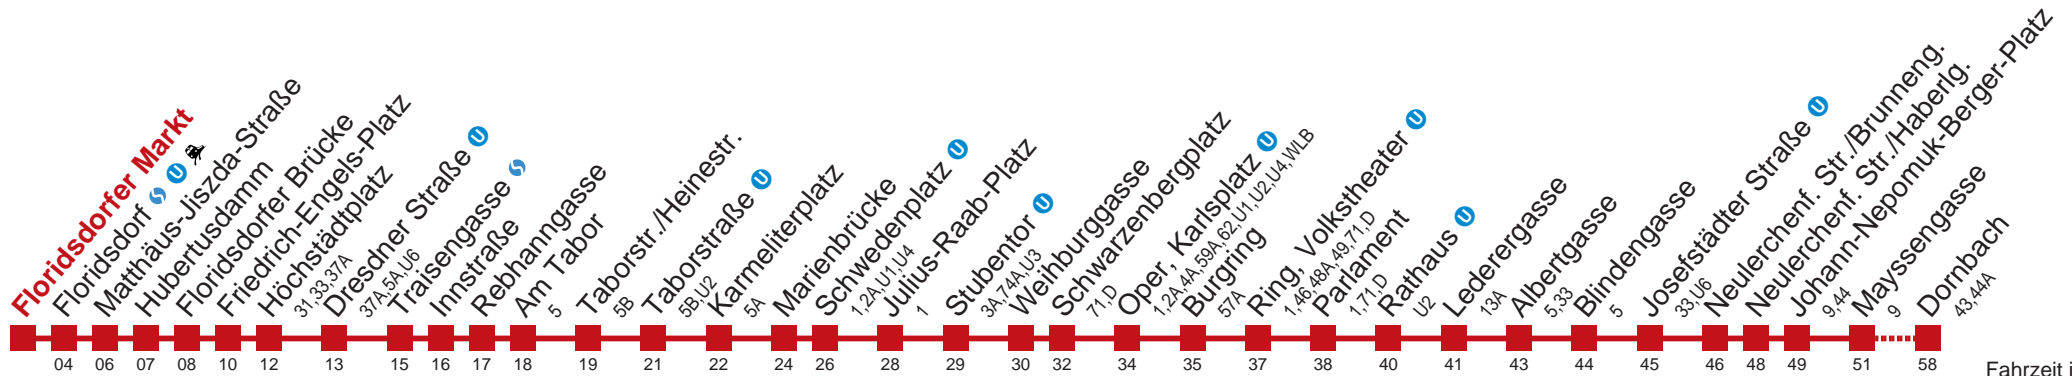 Floridsdorfer Markt
Floridsdorf
Matthäus-Jiszda-Straße
Hubertusdamm
Floridsdorfer Brücke
Friedrich-Engels-Platz
Höchstädtplatz
31,33,37A
Dresdner Straße U
37A,5A,U6
Traisengasse
Innstraße
Rebhanngasse
Am Tabor
5
Taborstr./Heinestr.
5B
Taborstraße U
5B,U2
Karmeliterplatz
5A
Marienbrücke
Schwedenplatz U
1,2A,U1,U4
Julius-Raab-Platz
1
Stubentor U
3A,74A,U3
Weihburggasse
Schwarzenbergplatz
71,D
Oper, Karlsplatz U
1,2A,4A,59A,62,U1,U2,U4,WLB
Burgring
57A
Ring, Volkstheater U
1,46,48A,49,71,D
Parlament
1,71,D
Rathaus U
U2
Lederergasse
13A
Albertgasse
5,33
Blindengasse
5
Josefstädter Straße U
33,U6
Neulerchenf. Str./Brunneng.
Neulerchenf. Str./Haberlg.
Johann-Nepomuk-Berger-Platz
9,44
Mayssengasse
9
Dornbach
43,44A
04 06 07 08 10 12 13 15 16 17 18 19 21 22 24 26 28 29 30 32 34 35 37 38 40 41 43 44 45 46 48 49 51 58
Fahrzeit i